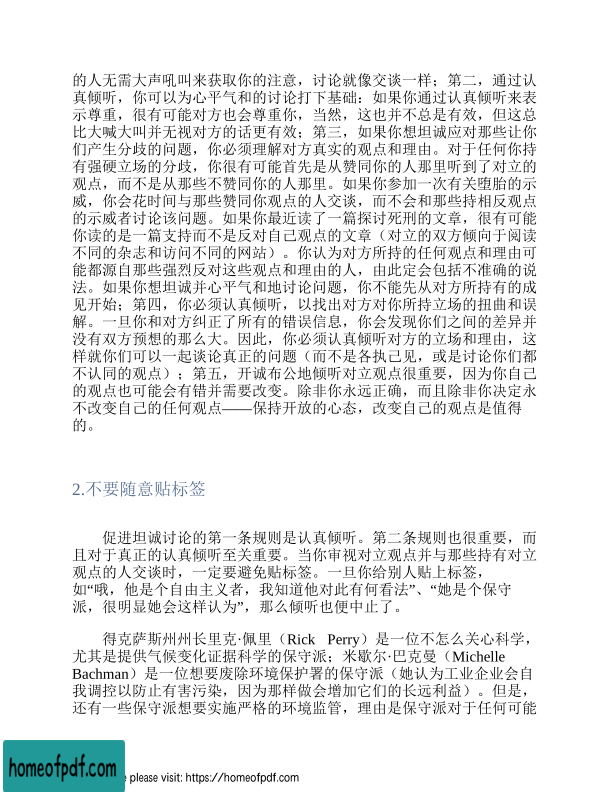 的人无需大声吼叫来获取你的注意，讨论就像交谈一样；第二，通过认
真倾听，你可以为心平气和的讨论打下基础：如果你通过认真倾听来表
示尊重，很有可能对方也会尊重你，当然，这也并不总是有效，但这总
比大喊大叫并无视对方的话更有效；第三，如果你想坦诚应对那些让你
们产生分歧的问题，你必须理解对方真实的观点和理由。对于任何你持
有强硬立场的分歧，你很有可能首先是从赞同你的人那里听到了对立的
观点，而不是从那些不赞同你的人那里。如果你参加一次有关堕胎的示
威，你会花时间与那些赞同你观点的人交谈，而不会和那些持相反观点
的示威者讨论该问题。如果你最近读了一篇探讨死刑的文章，很有可能
你读的是一篇支持而不是反对自己观点的文章（对立的双方倾向于阅读
不同的杂志和访问不同的网站）。你认为对方所持的任何观点和理由可
能都源自那些强烈反对这些观点和理由的人，由此定会包括不准确的说
法。如果你想坦诚并心平气和地讨论问题，你不能先从对方所持有的成
见开始；第四，你必须认真倾听，以找出对方对你所持立场的扭曲和误
解。一旦你和对方纠正了所有的错误信息，你会发现你们之间的差异并
没有双方预想的那么大。因此，你必须认真倾听对方的立场和理由，这
样就你们可以一起谈论真正的问题（而不是各执己见，或是讨论你们都
不认同的观点）；第五，开诚布公地倾听对立观点很重要，因为你自己
的观点也可能会有错并需要改变。除非你永远正确，而且除非你决定永
不改变自己的任何观点——保持开放的心态，改变自己的观点是值得
的。
2.不要随意贴标签
促进坦诚讨论的第一条规则是认真倾听。第二条规则也很重要，而
且对于真正的认真倾听至关重要。当你审视对立观点并与那些持有对立
观点的人交谈时，一定要避免贴标签。一旦你给别人贴上标签，
如“哦，他是个自由主义者，我知道他对此有何看法”、“她是个保守
派，很明显她会这样认为”，那么倾听也便中止了。
得克萨斯州州长里克·佩里（Rick Perry）是一位不怎么关心科学，
尤其是提供气候变化证据科学的保守派；米歇尔·巴克曼（Michelle
Bachman）是一位想要废除环境保护署的保守派（她认为工业企业会自
我调控以防止有害污染，因为那样做会增加它们的长远利益）。但是，
还有一些保守派想要实施严格的环境监管，理由是保守派对于任何可能
homeofpdf.com
e please visit: https://homeofpdf.com